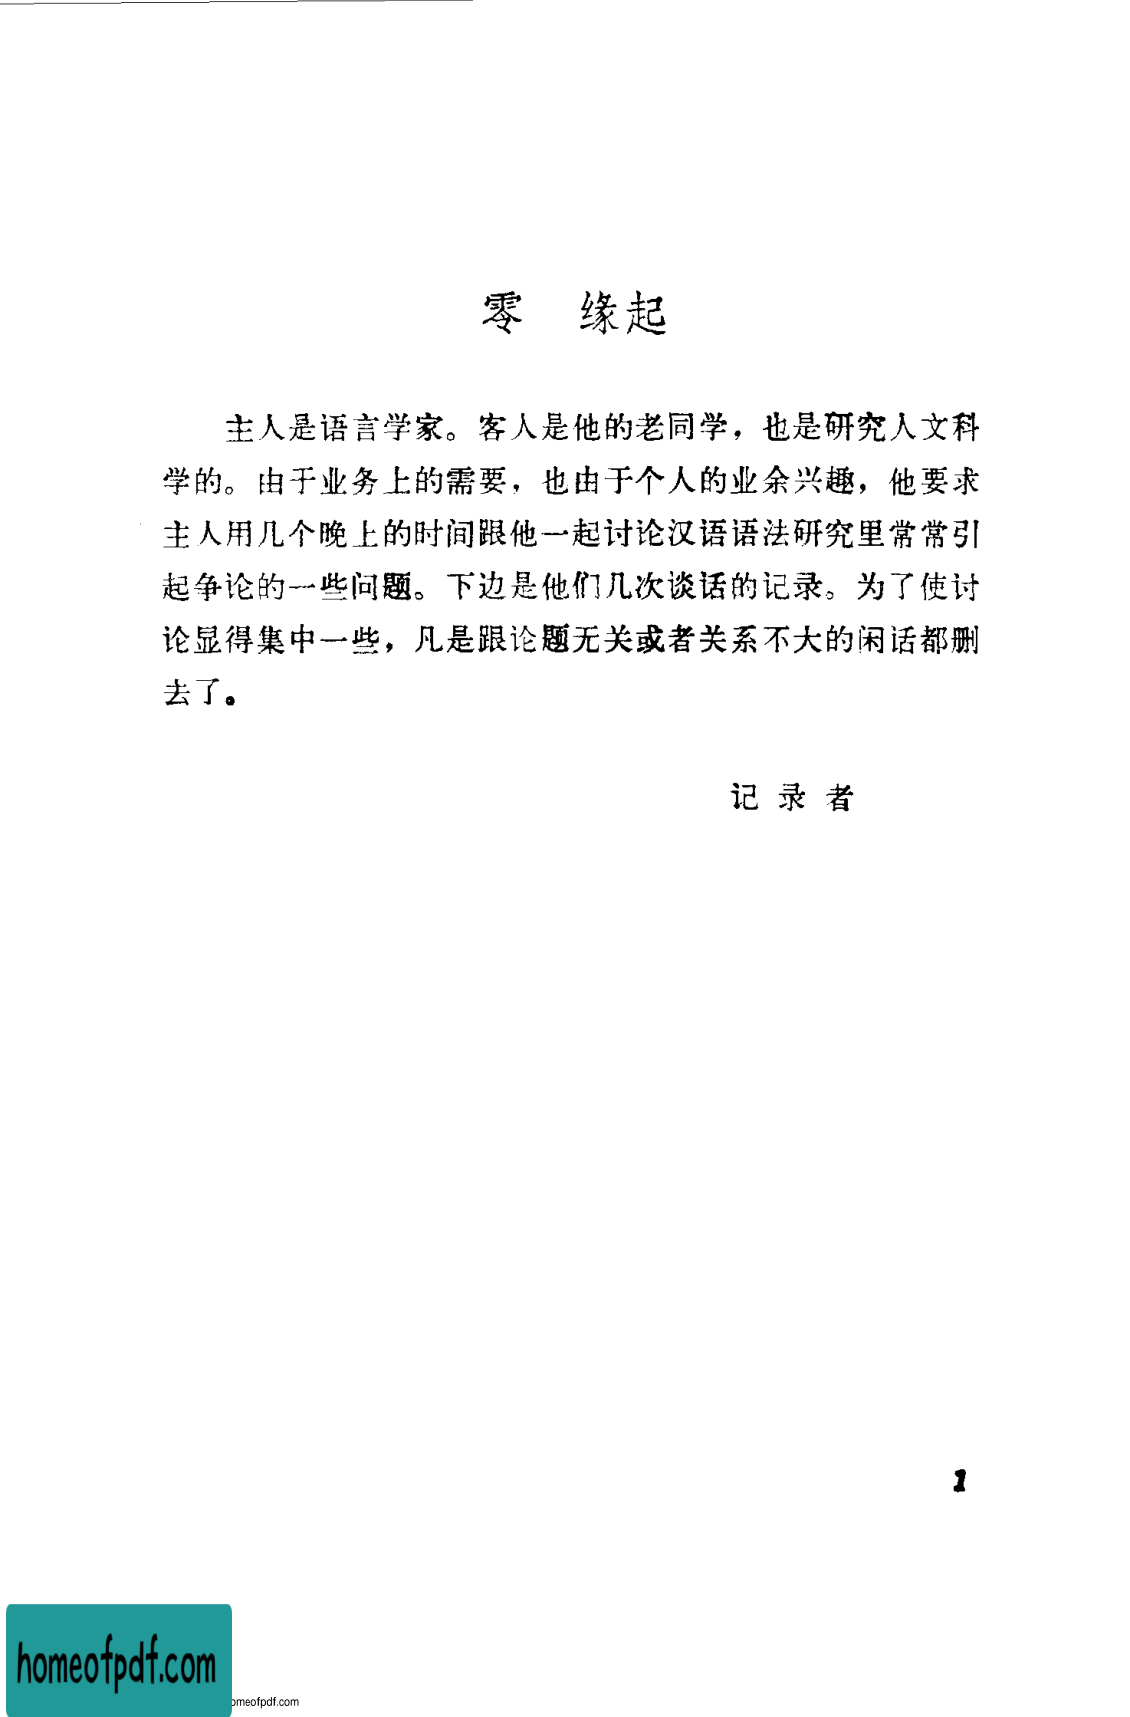 零　缘起
主人是语言学家。客人是他的老同学，也是研究人文科
学的。由于业务上的需要，也由于个人的业余兴趣，他要求
主人用几个晚上的时间跟他一起讨论汉语语法研究里常常引
起争论的一些问题。下边是他们几次谈话的记录。为了使讨
论显得集中一些，凡是跟论题无关或者关系不大的闲话都删
去了。
记录者
1
homeofpdf.com
omeofpdf.com